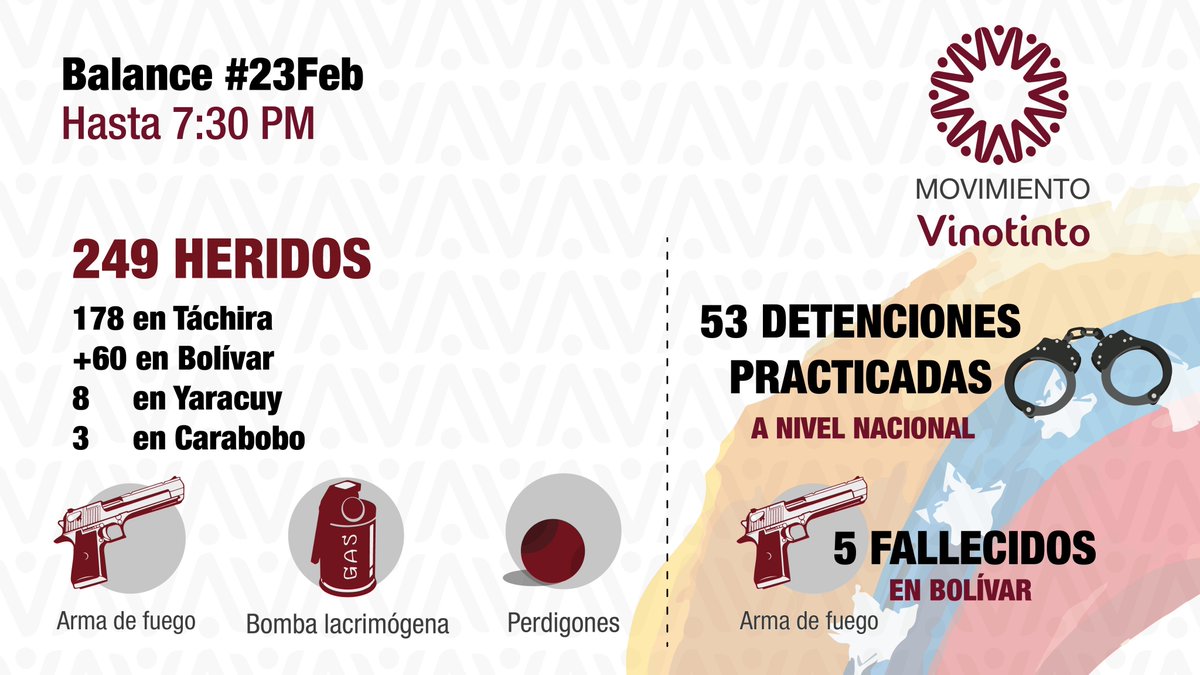 Balance #23Feb
Hasta 7:30 PM
MOVIMIENTO
Vinotinto
249 HERIDOS
178 en Táchira
+60 en Bolívar
8 en Yaracuy
3 en Carabobo
GAS
Arma de fuego
Bomba lacrimógena
Perdigones
53 DETENCIONES
PRACTICADAS
A NIVEL NACIONAL
5 FALLECIDOS
EN BOLÍVAR
Arma de fuego